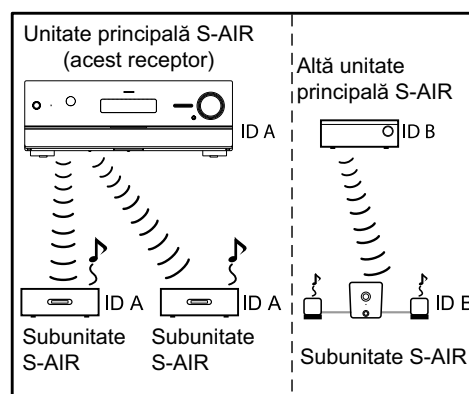 Unitate principală S-AIR
(acest receptor)
ID A
ID A
ID A
Subunitate
S-AIR
Subunitate
S-AIR
Altă unitate
principală S-AIR
ID B
ID B
Subunitate S-AIR